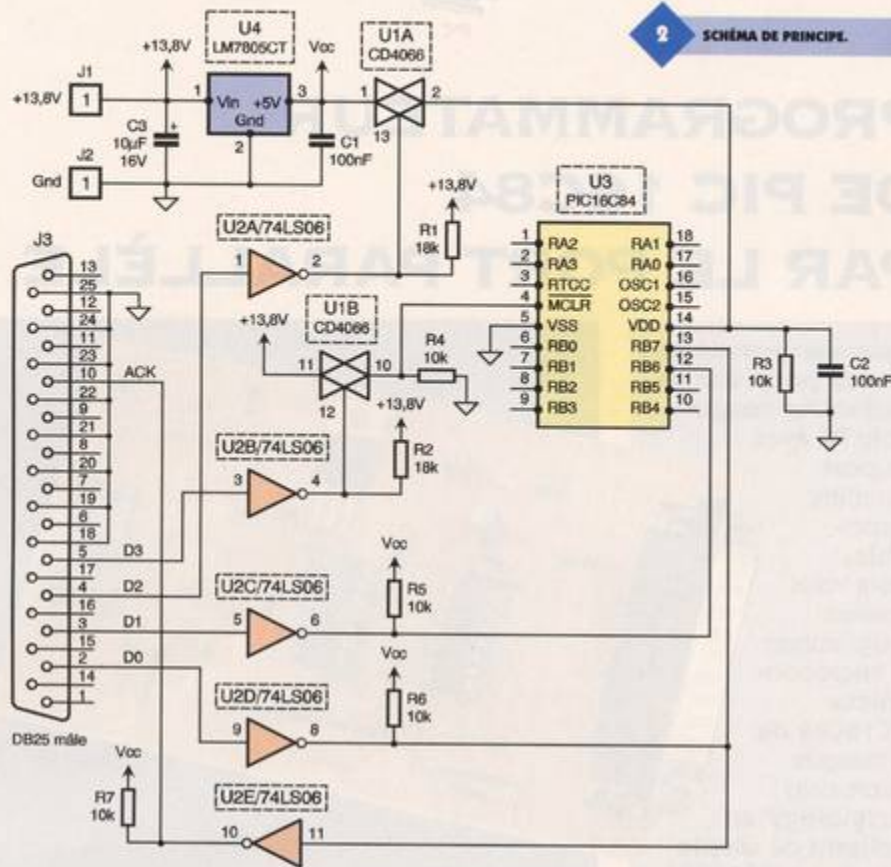 2 SCHÉMA DE PRINCIPE.
PROGRAMMATEUR
DE PIC 16C84
PAR LE PORT PARALLÈLE
J1
+13,8V
1
J2
Gnd
1
+13,8V
C3
10µF
16V
+
U4
LM7805CT
1
Vin +5V
Gnd
2
3
Vcc
C1
100nF
U1A
CD4066
1
2
13
+13,8V
R1
18k
U2A/74LS06
1
2
U1B
CD4066
+13,8V
11
10
12
R4
10k
+13,8V
R2
18k
U2B/74LS06
3
4
U3
PIC16C84
1 RA2
2 RA3
3 RTCC
4 MCLR
5 VSS
6 RB0
7 RB1
8 RB2
9 RB3
RA1 18
RA0 17
OSC1 16
OSC2 15
VDD 14
RB7 13
RB6 12
RB5 11
RB4 10
R3
10k
C2
100nF
J3
13
25
12
24
11
23
10 ACK
22
9
21
8
20
7
19
6
18
5 D3
17
4 D2
16
3 D1
15
2 D0
14
1
DB25 mâle
U2C/74LS06
5
6
Vcc
R5
10k
U2D/74LS06
9
8
Vcc
R6
10k
Vcc
R7
10k
U2E/74LS06
10
11